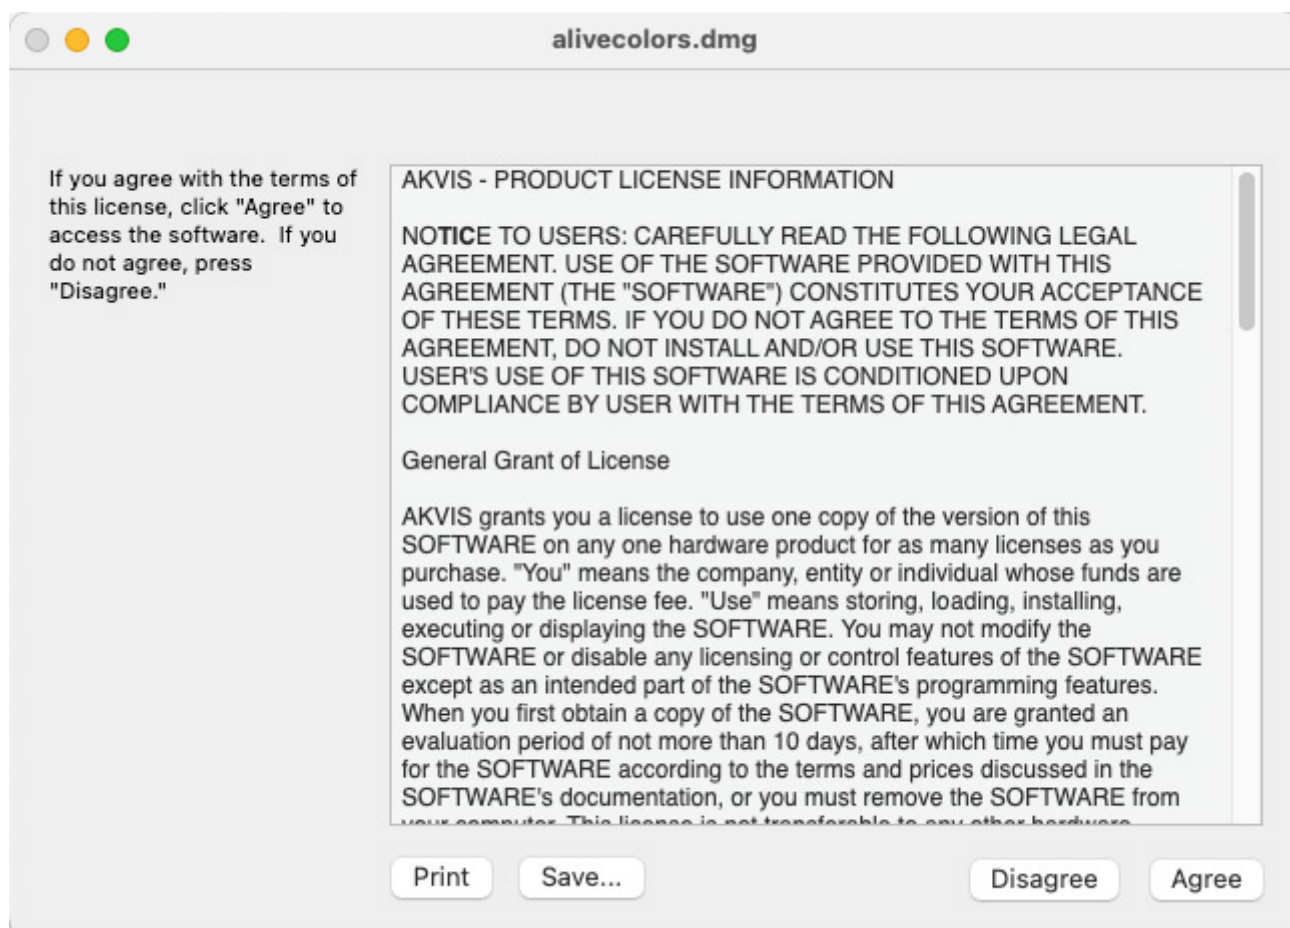 alivecolors.dmg
If you agree with the terms of
this license, click "Agree" to
access the software.  If you
do not agree, press
"Disagree."
AKVIS - PRODUCT LICENSE INFORMATION
NOTICE TO USERS: CAREFULLY READ THE FOLLOWING LEGAL
AGREEMENT. USE OF THE SOFTWARE PROVIDED WITH THIS
AGREEMENT (THE "SOFTWARE") CONSTITUTES YOUR ACCEPTANCE
OF THESE TERMS. IF YOU DO NOT AGREE TO THE TERMS OF THIS
AGREEMENT, DO NOT INSTALL AND/OR USE THIS SOFTWARE.
USER'S USE OF THIS SOFTWARE IS CONDITIONED UPON
COMPLIANCE BY USER WITH THE TERMS OF THIS AGREEMENT.
General Grant of License
AKVIS grants you a license to use one copy of the version of this
SOFTWARE on any one hardware product for as many licenses as you
purchase. "You" means the company, entity or individual whose funds are
used to pay the license fee. "Use" means storing, loading, installing,
executing or displaying the SOFTWARE. You may not modify the
SOFTWARE or disable any licensing or control features of the SOFTWARE
except as an intended part of the SOFTWARE's programming features.
When you first obtain a copy of the SOFTWARE, you are granted an
evaluation period of not more than 10 days, after which time you must pay
for the SOFTWARE according to the terms and prices discussed in the
SOFTWARE's documentation, or you must remove the SOFTWARE from
your computer. This license is not transferable to any other hardware
Print
Save...
Disagree
Agree